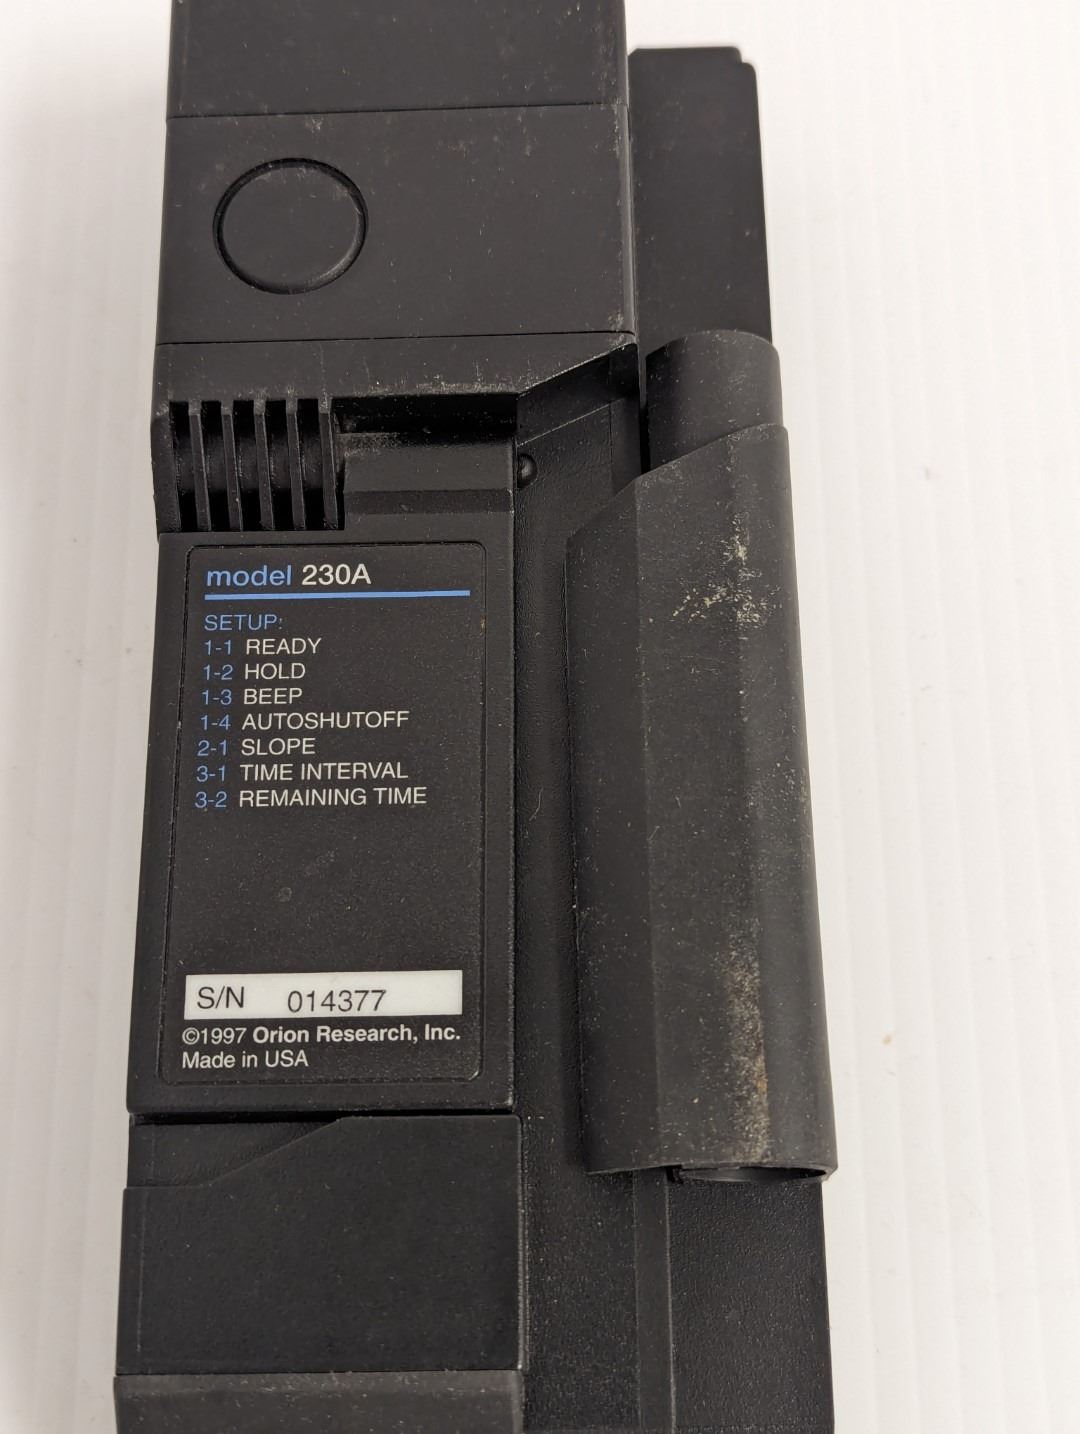 model 230A
SETUP:
1-1 READY
1-2 HOLD
1-3 BEEP
1-4 AUTOSHUTOFF
2-1 SLOPE
3-1 TIME INTERVAL
3-2 REMAINING TIME
S/N 014377
©1997 Orion Research, Inc.
Made in USA